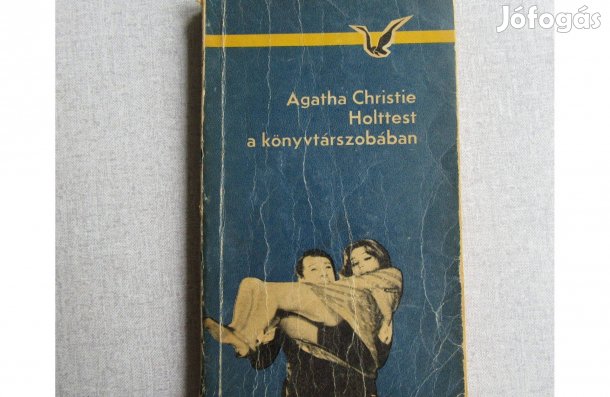 Jófogás
Agatha Christie
Holttest
a könyvtárszobában